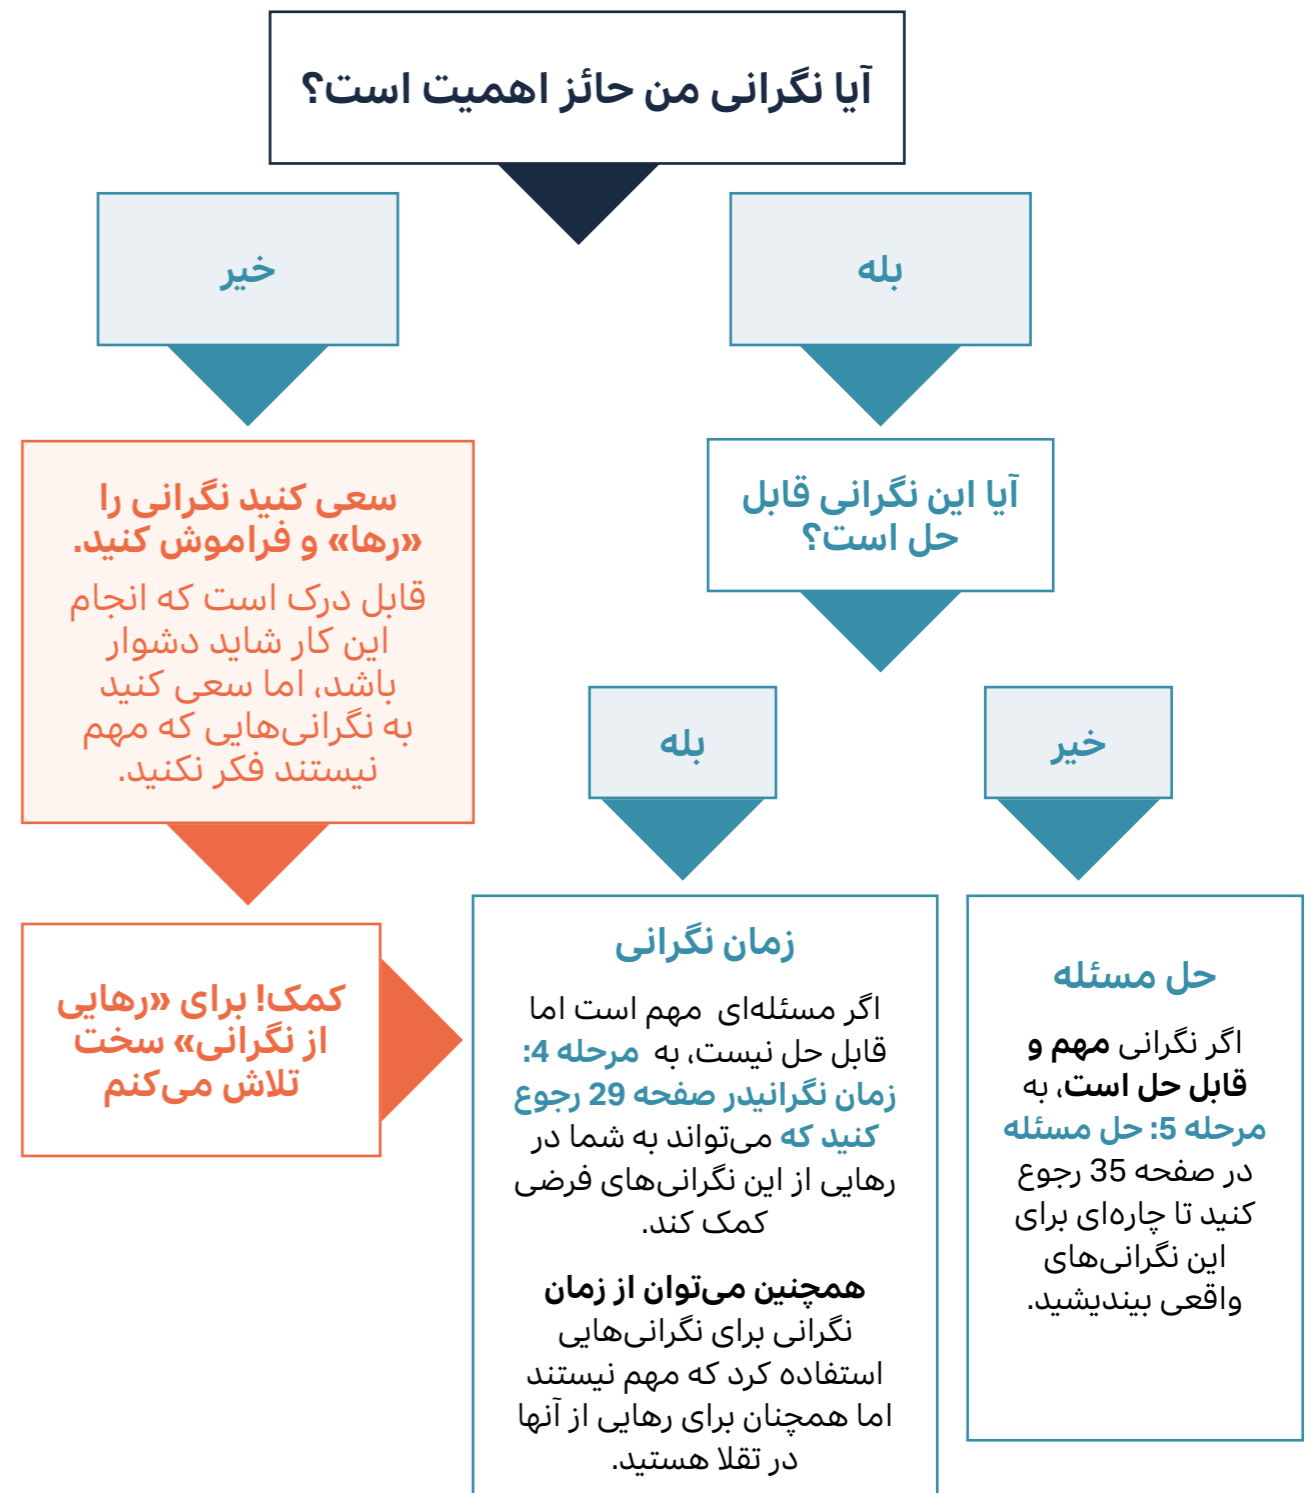 آیا نگرانی من حائز اهمیت است؟
بله
خیر
آیا این نگرانی قابل
حل است؟
سعی کنید نگرانی را
«رها» و فراموش کنید.
قابل درک است که انجام
این کار شاید دشوار
باشد، اما سعی کنید
به نگرانی‌هایی که مهم
نیستند فکر نکنید.
خیر
بله
حل مسئله
اگر نگرانی مهم و
قابل حل است، به
مرحله 5: حل مسئله
در صفحه 35 رجوع
کنید تا چاره‌ای برای
این نگرانی‌های
واقعی بیندیشید.
زمان نگرانی
اگر مسئله‌ای مهم است اما
قابل حل نیست، به مرحله 4:
زمان نگرانیدر صفحه 29 رجوع
کنید که می‌تواند به شما در
رهایی از این نگرانی‌های فرضی
کمک کند.
همچنین می‌توان از زمان
نگرانی برای نگرانی‌هایی
استفاده کرد که مهم نیستند
اما همچنان برای رهایی از آنها
در تقلا هستید.
کمک! برای «رهایی
از نگرانی» سخت
تلاش می‌کنم